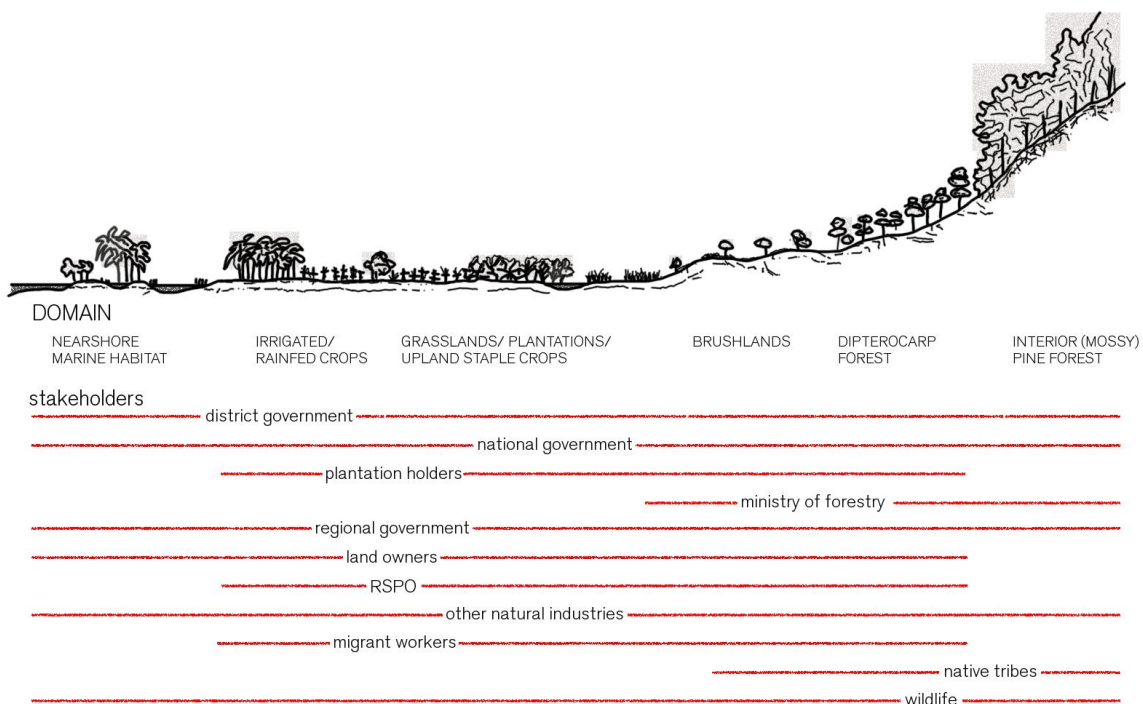 DOMAIN
NEARSHORE
MARINE HABITAT
IRRIGATED/
RAINFED CROPS
GRASSLANDS/ PLANTATIONS/
UPLAND STAPLE CROPS
BRUSHLANDS
DIPTEROCARP
FOREST
INTERIOR (MOSSY)
PINE FOREST
stakeholders
district government
national government
plantation holders
ministry of forestry
regional government
land owners
RSPO
other natural industries
migrant workers
native tribes
wildlife